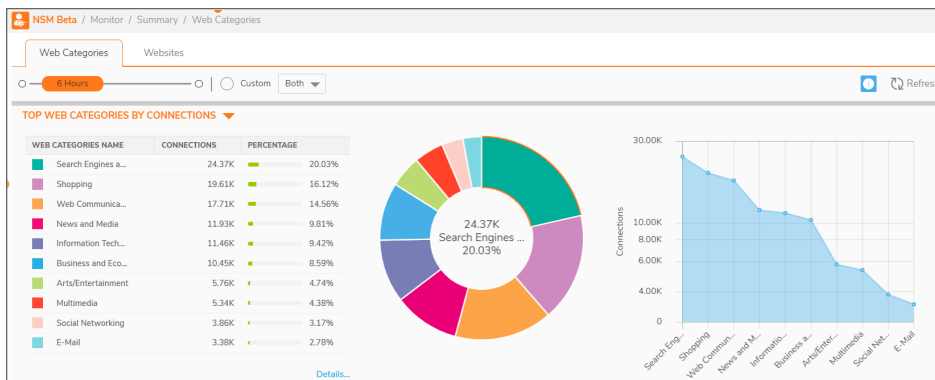 NSM Beta / Monitor / Summary / Web Categories
Web Categories Websites
6 Hours Custom Both Refres
TOP WEB CATEGORIES BY CONNECTIONS
WEB CATEGORIES NAME CONNECTIONS PERCENTAGE
Search Engines a... 24.37K 20.03%
Shopping 19.61K 16.12%
Web Communica... 17.71K 14.56%
News and Media 11.93K 9.81%
Information Tech... 11.46K 9.42%
Business and Eco... 10.45K 8.59%
Arts/Entertainment 5.76K 4.74%
Multimedia 5.34K 4.38%
Social Networking 3.86K 3.17%
E-Mail 3.38K 2.78%
Details...
24.37K
Search Engines ...
20.03%
Connections
30.00K
10.00K
8.00K
6.00K
4.00K
0
Search Eng...
Shopping
Web Commun...
News and M...
Informatio...
Business a...
Arts/Enter...
Multimedia
Social Net...
E-Mail